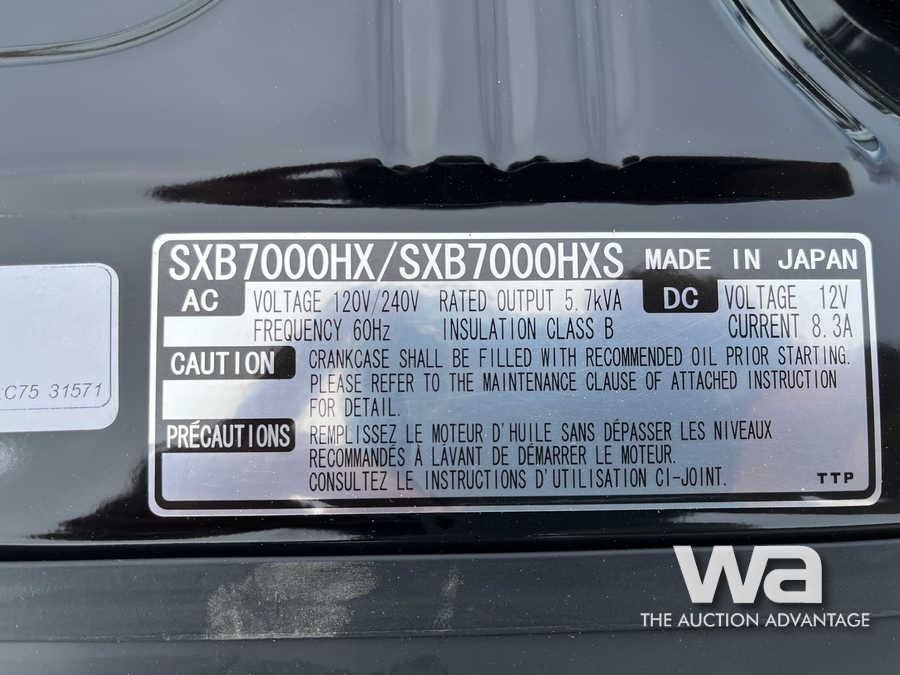 SXB7000HX/SXB7000HXS MADE IN JAPAN
AC VOLTAGE 120V/240V RATED OUTPUT 5.7kVA DC VOLTAGE 12V
FREQUENCY 60Hz INSULATION CLASS B CURRENT 8.3A
CAUTION CRANKCASE SHALL BE FILLED WITH RECOMMENDED OIL PRIOR STARTING.
PLEASE REFER TO THE MAINTENANCE CLAUSE OF ATTACHED INSTRUCTION
FOR DETAIL.
C75 31571
PRÉCAUTIONS REMPLISSEZ LE MOTEUR D'HUILE SANS DÉPASSER LES NIVEAUX
RECOMMANDÉS À LAVANT DE DÉMARRER LE MOTEUR.
CONSULTEZ LE INSTRUCTIONS D'UTILISATION CI-JOINT.
TTP
wa
THE AUCTION ADVANTAGE